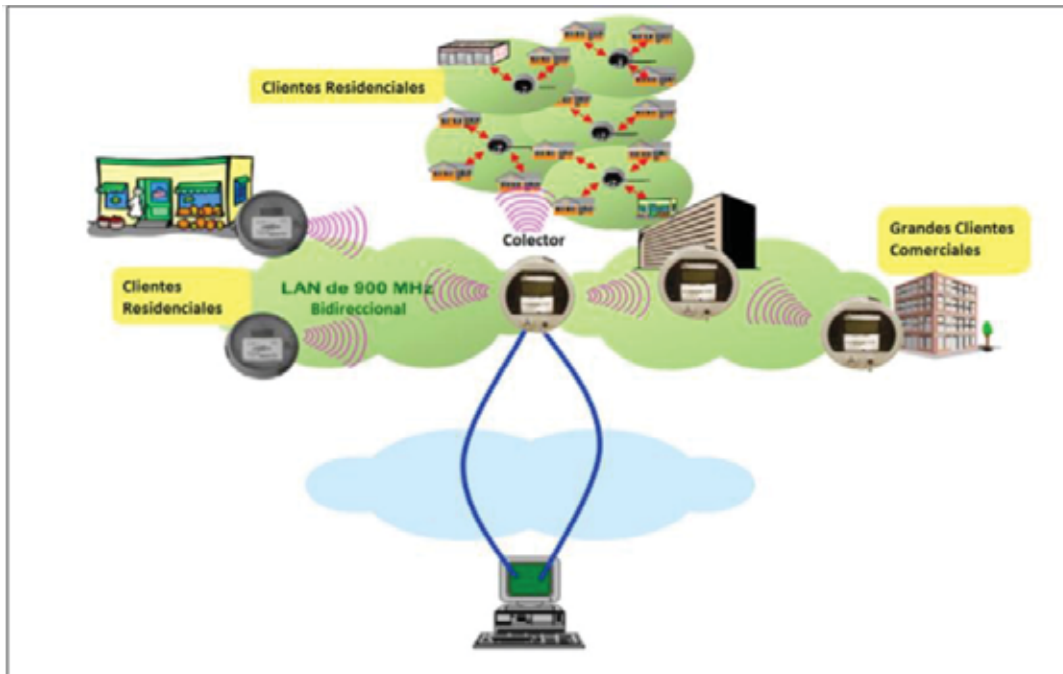 Clientes Residenciales
Colector
Grandes Clientes
Comerciales
Clientes
Residenciales
LAN de 900 MHz
Bidireccional